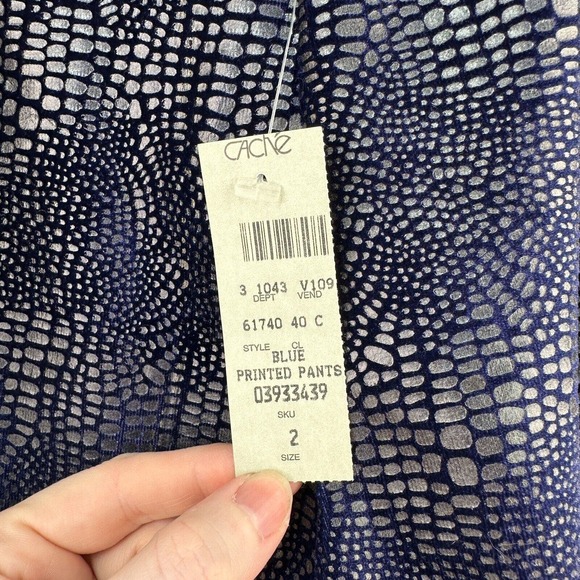 CACHE
3 1043 V109
DEPT VEND
61740 40 C
STYLE CL
BLUE
PRINTED PANTS
03933439
SKU
2
SIZE